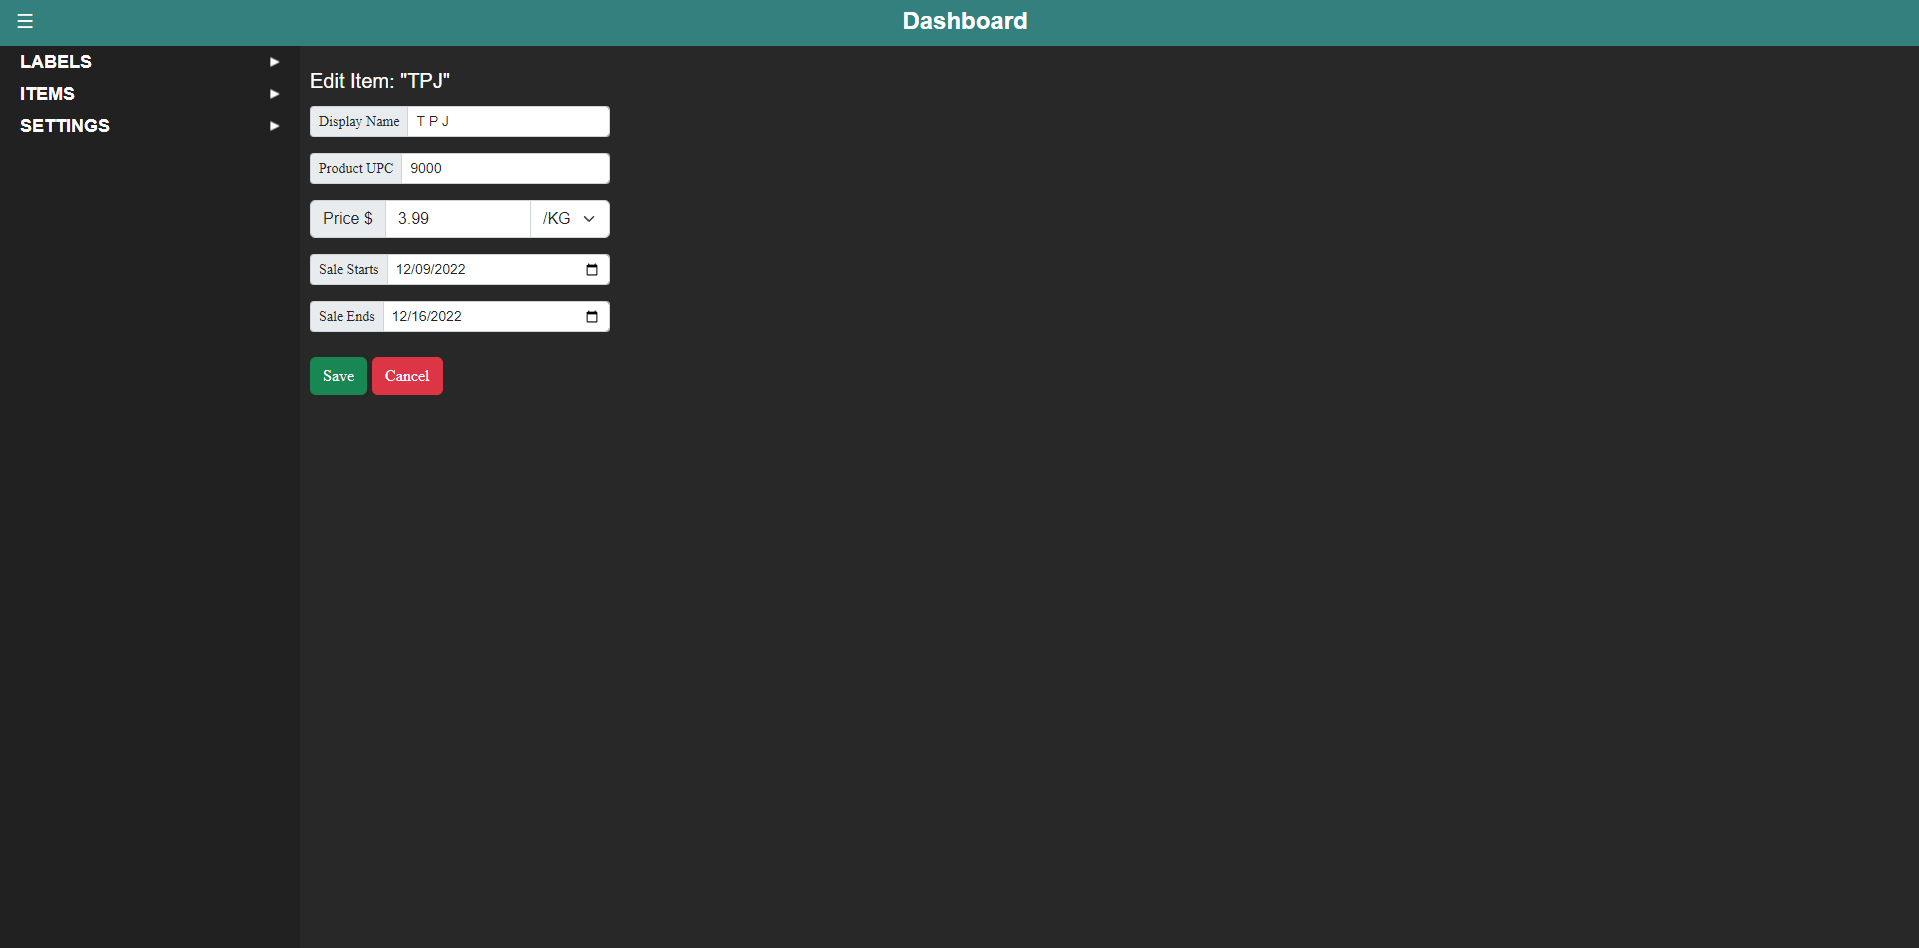 ☰ Dashboard
LABELS ▶
ITEMS ▶
SETTINGS ▶
Edit Item: "TPJ"
Display Name T P J
Product UPC 9000
Price $ 3.99 /KG
Sale Starts 12/09/2022
Sale Ends 12/16/2022
Save Cancel